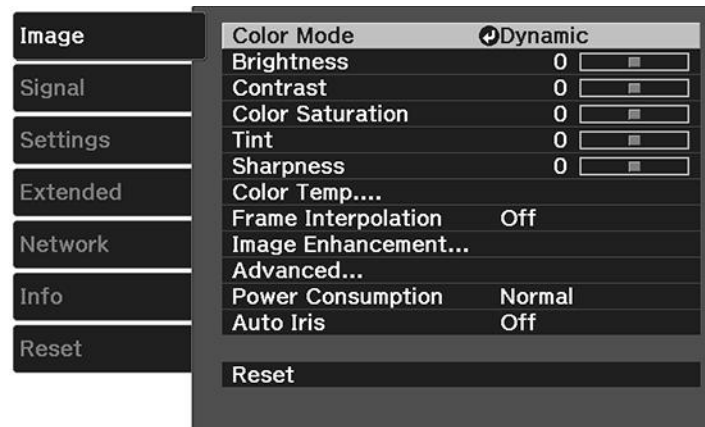 Image
Signal
Settings
Extended
Network
Info
Reset
Color Mode Dynamic
Brightness 0
Contrast 0
Color Saturation 0
Tint 0
Sharpness 0
Color Temp....
Frame Interpolation Off
Image Enhancement...
Advanced...
Power Consumption Normal
Auto Iris Off
Reset